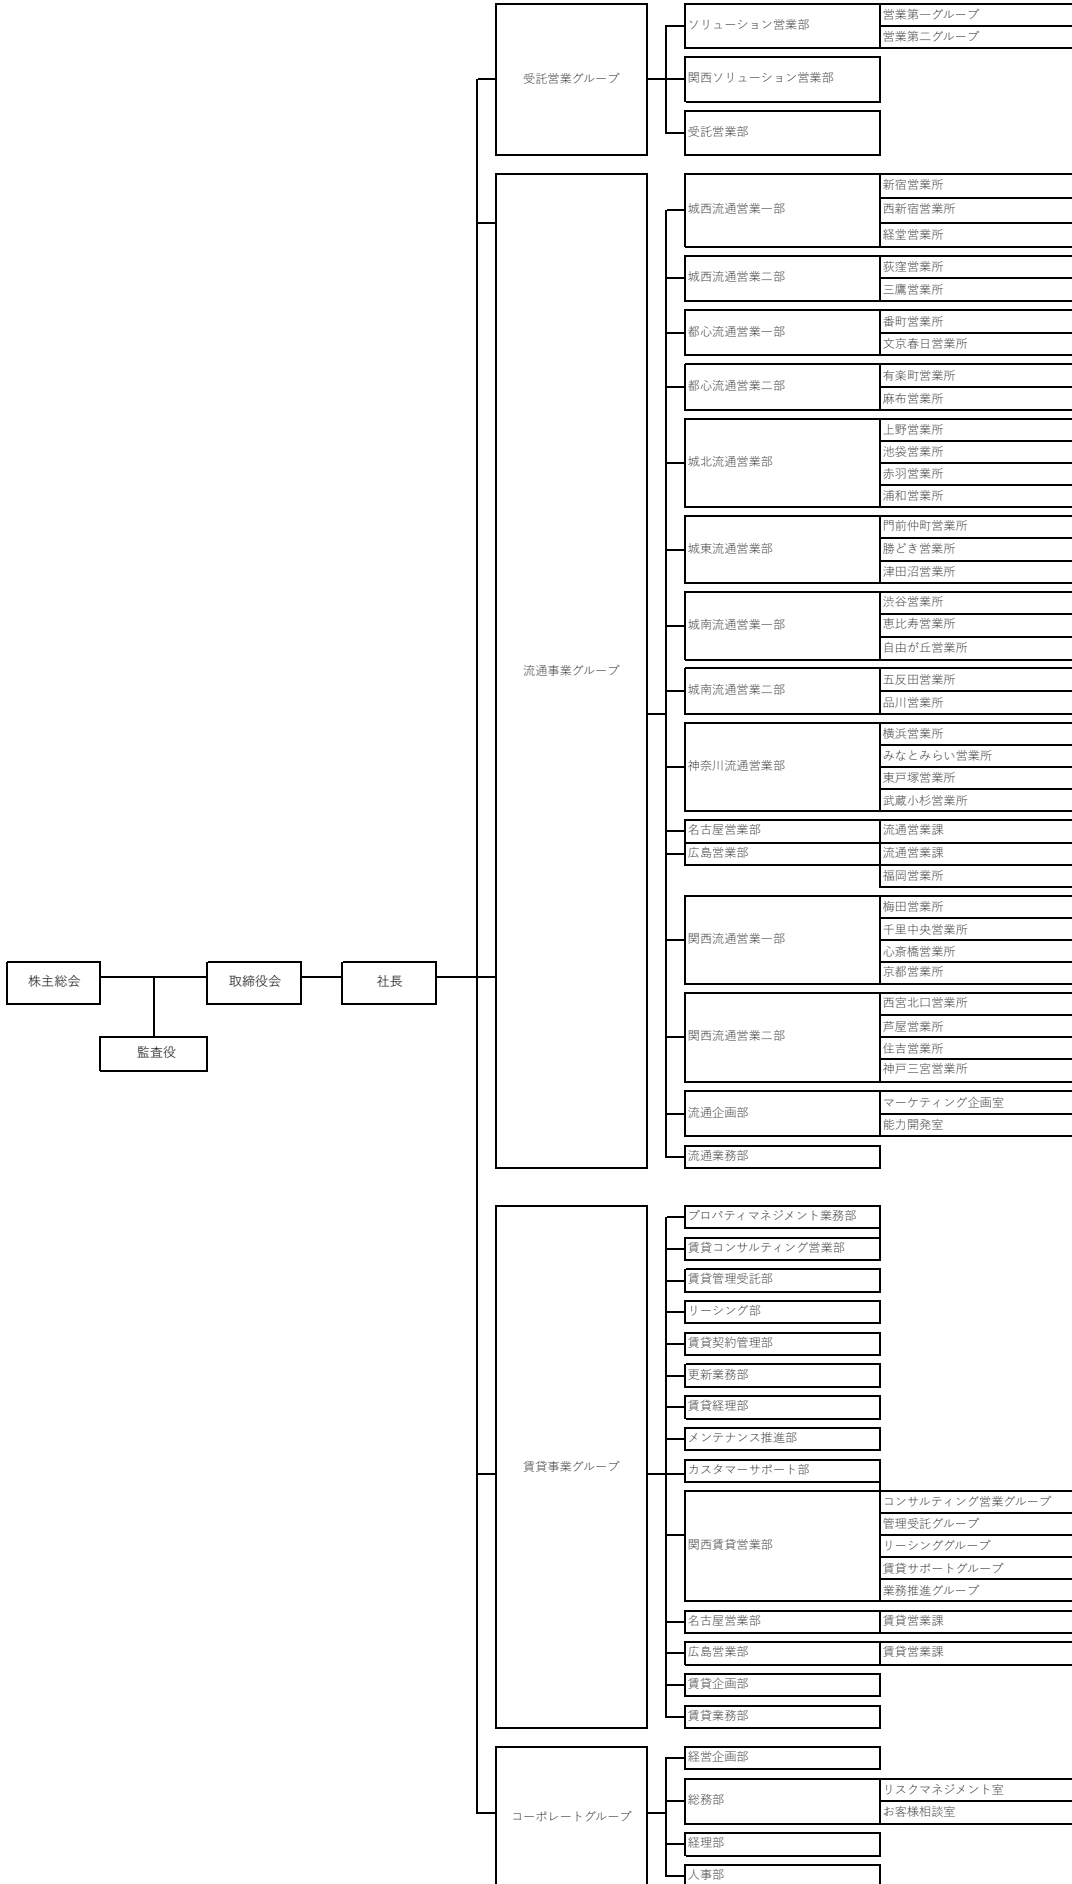 株主総会
監査役
取締役会
社長
受託営業グループ
ソリューション営業部
営業第一グループ
営業第二グループ
関西ソリューション営業部
受託営業部
流通事業グループ
城西流通営業一部
新宿営業所
西新宿営業所
経堂営業所
城西流通営業二部
荻窪営業所
三鷹営業所
都心流通営業一部
番町営業所
文京春日営業所
都心流通営業二部
有楽町営業所
麻布営業所
城北流通営業部
上野営業所
池袋営業所
赤羽営業所
浦和営業所
城東流通営業部
門前仲町営業所
勝どき営業所
津田沼営業所
城南流通営業一部
渋谷営業所
恵比寿営業所
自由が丘営業所
城南流通営業二部
五反田営業所
品川営業所
神奈川流通営業部
横浜営業所
みなとみらい営業所
東戸塚営業所
武蔵小杉営業所
名古屋営業部
流通営業課
広島営業部
流通営業課
福岡営業所
関西流通営業一部
梅田営業所
千里中央営業所
心斎橋営業所
京都営業所
関西流通営業二部
西宮北口営業所
芦屋営業所
住吉営業所
神戸三宮営業所
流通企画部
マーケティング企画室
能力開発室
流通業務部
賃貸事業グループ
プロパティマネジメント業務部
賃貸コンサルティング営業部
賃貸管理受託部
リーシング部
賃貸契約管理部
更新業務部
賃貸経理部
メンテナンス推進部
カスタマーサポート部
関西賃貸営業部
コンサルティング営業グループ
管理受託グループ
リーシンググループ
賃貸サポートグループ
業務推進グループ
名古屋営業部
賃貸営業課
広島営業部
賃貸営業課
賃貸企画部
賃貸業務部
コーポレートグループ
経営企画部
総務部
リスクマネジメント室
お客様相談室
経理部
人事部